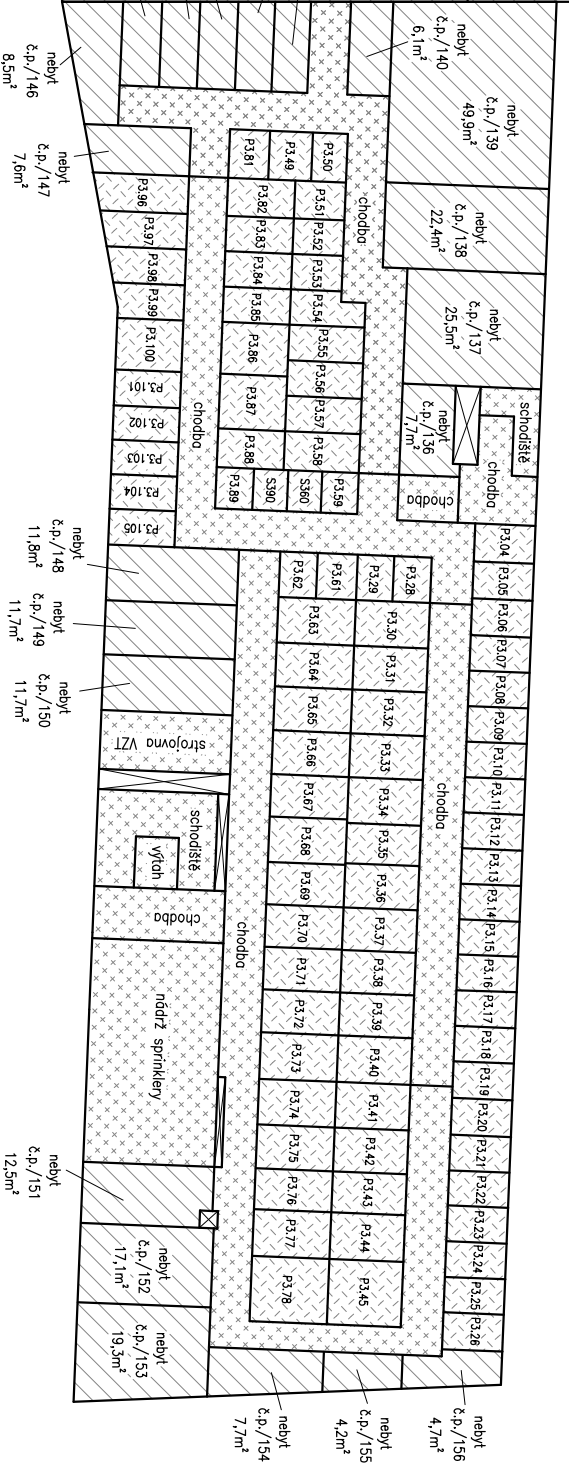 nebyt
č.p./146
8,5m²
nebyt
č.p./147
7,6m²
nebyt
č.p./140
6,1m²
nebyt
č.p./139
49,9m²
nebyt
č.p./138
22,4m²
nebyt
č.p./137
25,5m²
nebyt
č.p./136
7,7m²
schodiště
chodba
chodba
chodba
chodba
P3.81
P3.49
P3.50
P3.82
P3.83
P3.84
P3.85
P3.86
P3.87
P3.88
P3.51
P3.52
P3.53
P3.54
P3.55
P3.56
P3.57
P3.58
P3.89
S390
S360
P3.59
P3.96
P3.97
P3.98
P3.99
P3.100
P3.101
P3.102
P3.103
P3.104
P3.105
nebyt
č.p./148
11,8m²
nebyt
č.p./149
11,7m²
nebyt
č.p./150
11,7m²
strojovna VZT
schodiště
výtah
chodba
nádrž sprinklery
chodba
chodba
P3.62
P3.61
P3.29
P3.28
P3.63
P3.64
P3.65
P3.66
P3.67
P3.68
P3.69
P3.70
P3.71
P3.72
P3.73
P3.74
P3.75
P3.76
P3.77
P3.78
P3.30
P3.31
P3.32
P3.33
P3.34
P3.35
P3.36
P3.37
P3.38
P3.39
P3.40
P3.41
P3.42
P3.43
P3.44
P3.45
P3.04
P3.05
P3.06
P3.07
P3.08
P3.09
P3.10
P3.11
P3.12
P3.13
P3.14
P3.15
P3.16
P3.17
P3.18
P3.19
P3.20
P3.21
P3.22
P3.23
P3.24
P3.25
P3.26
nebyt
č.p./151
12,5m²
nebyt
č.p./152
17,1m²
nebyt
č.p./153
19,3m²
nebyt
č.p./154
7,7m²
nebyt
č.p./155
4,2m²
nebyt
č.p./156
4,7m²